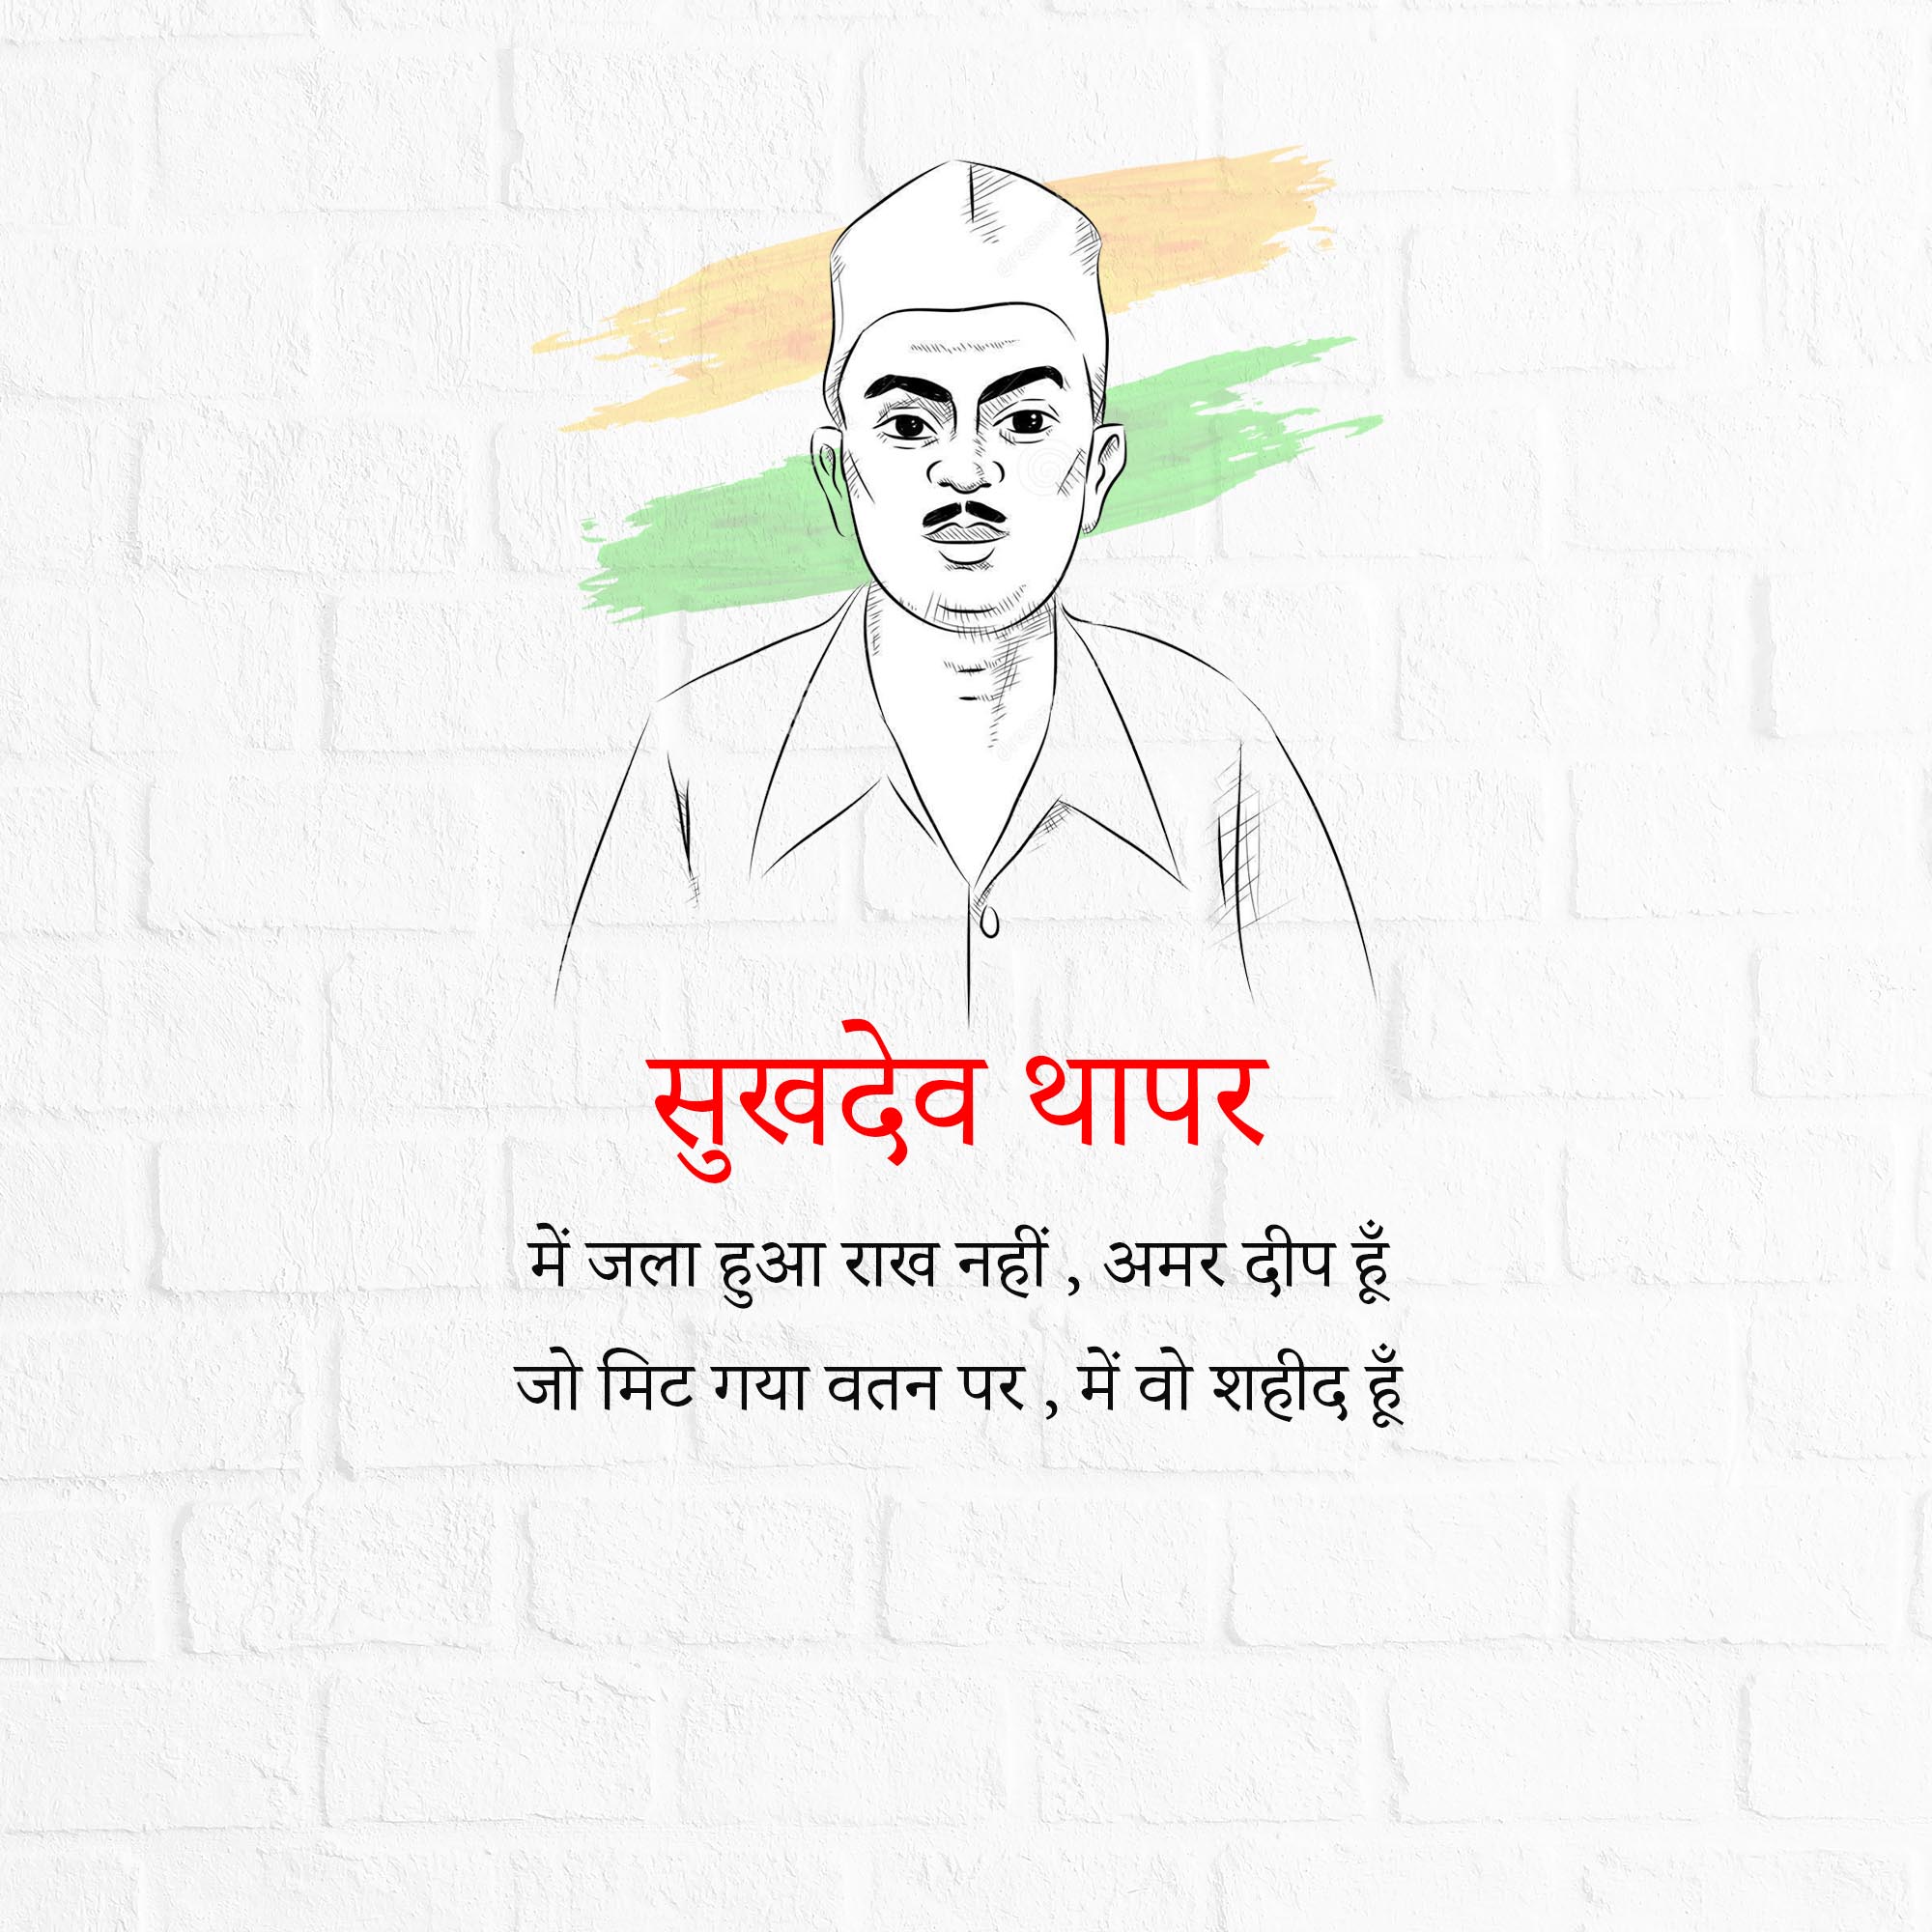 सुखदेव थापर
में जला हुआ राख नहीं , अमर दीप हूँ
जो मिट गया वतन पर , में वो शहीद हूँ